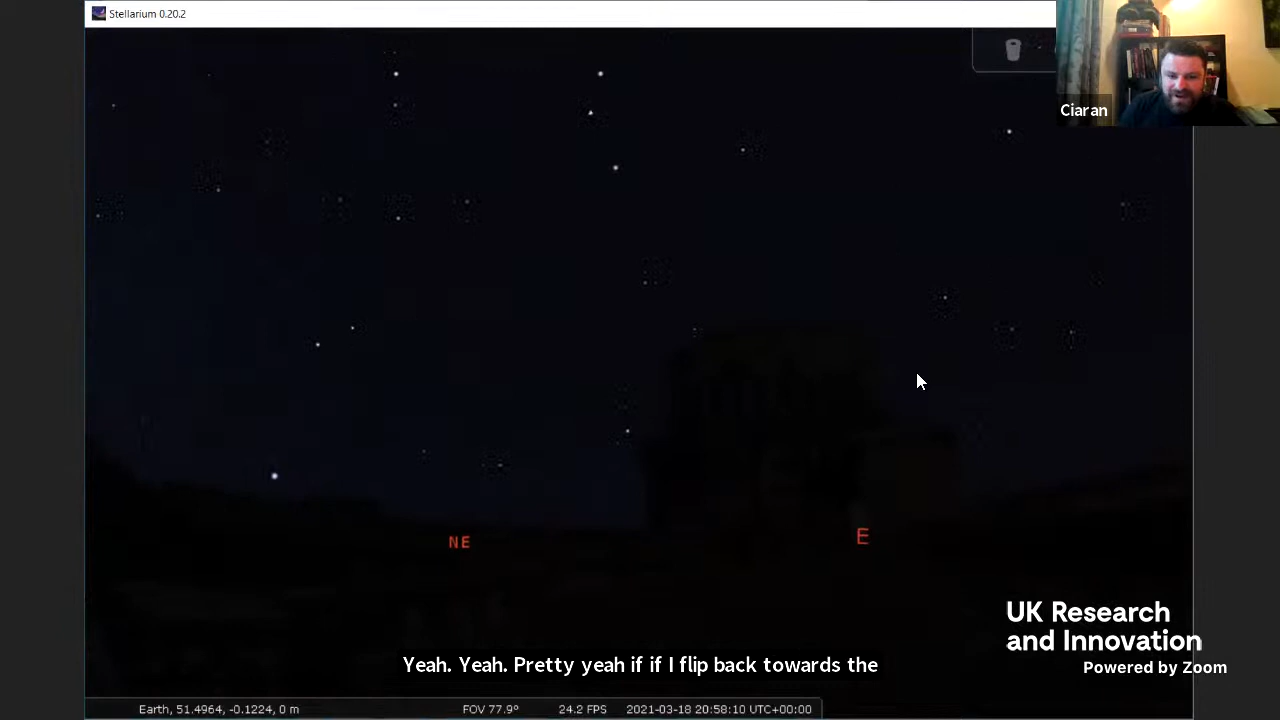 Stellarium 0.20.2
Ciaran
NE
E
UK Research
and Innovation
Powered by Zoom
Yeah. Yeah. Pretty yeah if if I flip back towards the
Earth, 51.4964, -0.1224, 0 m
FOV 77.9°
24.2 FPS
2021-03-18 20:58:10 UTC+00:00